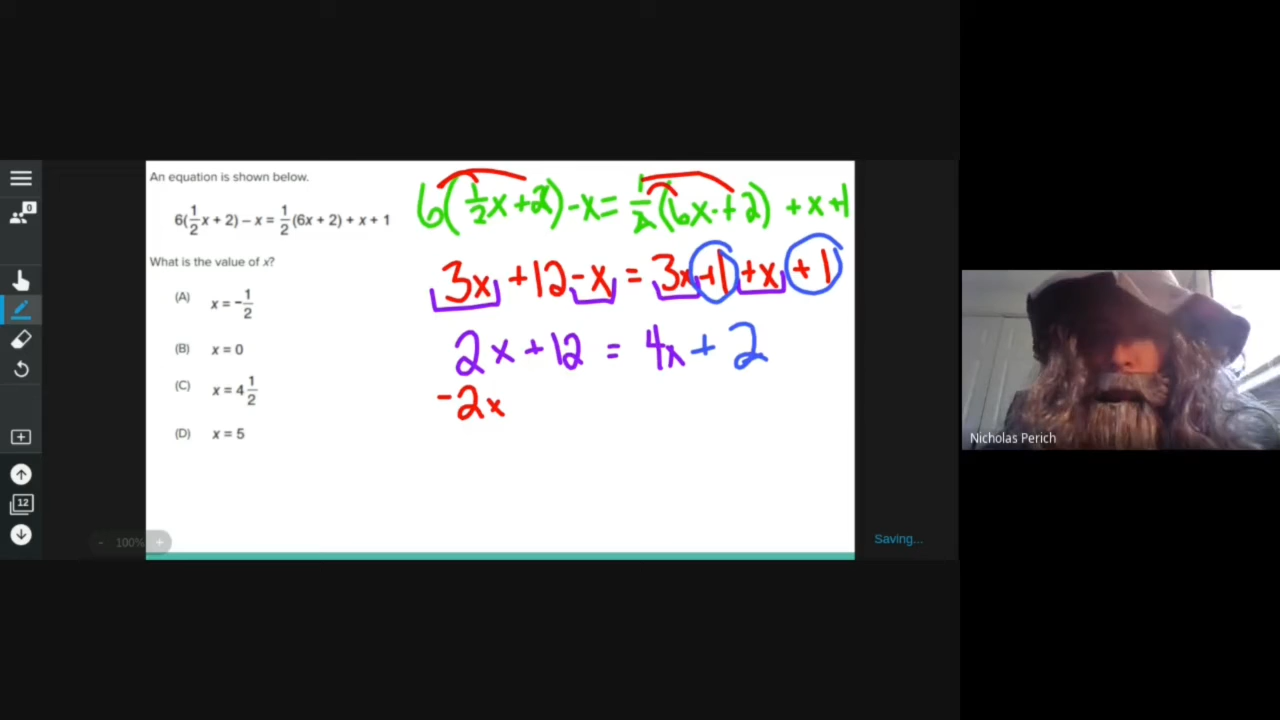 An equation is shown below.
6(1/2x + 2) – x = 1/2(6x + 2) + x + 1
What is the value of x?
(A) x = -1/2
(B) x = 0
(C) x = 4 1/2
(D) x = 5
6(1/2x+2)-x = 1/2(6x+2) +x+1
3x +12 -x = 3x +1 +x +1
2x +12 = 4x + 2
-2x
0
12
- 100% +
Saving...
Nicholas Perich